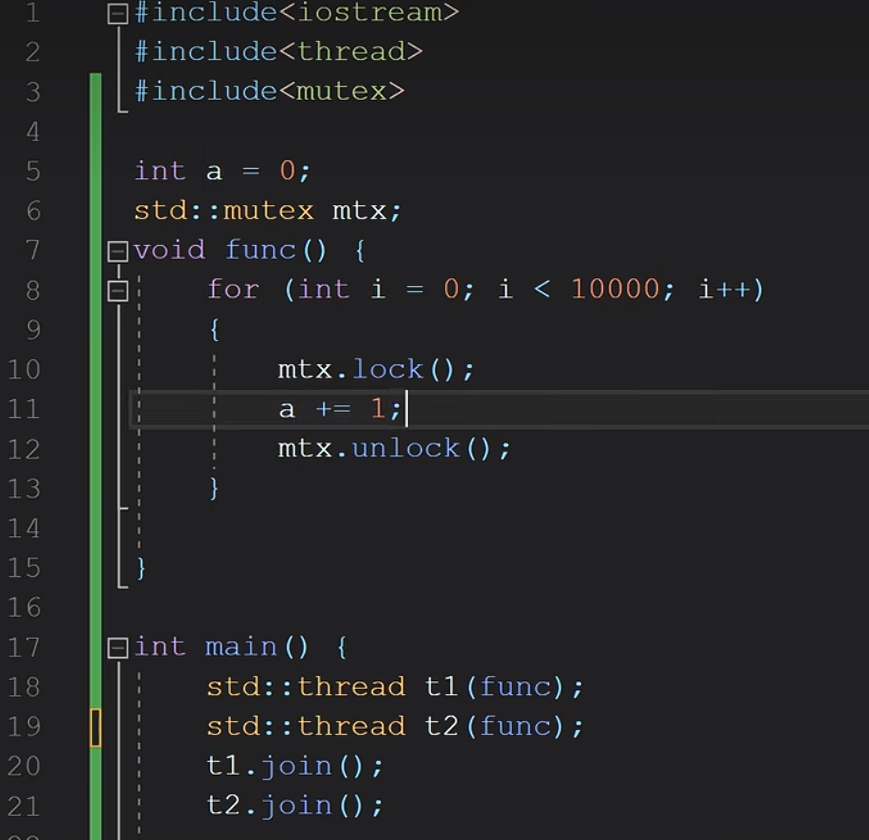 1 #include<iostream>
2 #include<thread>
3 #include<mutex>
4
5 int a = 0;
6 std::mutex mtx;
7 void func() {
8     for (int i = 0; i < 10000; i++)
9     {
10         mtx.lock();
11         a += 1;
12         mtx.unlock();
13     }
14
15 }
16
17 int main() {
18     std::thread t1(func);
19     std::thread t2(func);
20     t1.join();
21     t2.join();